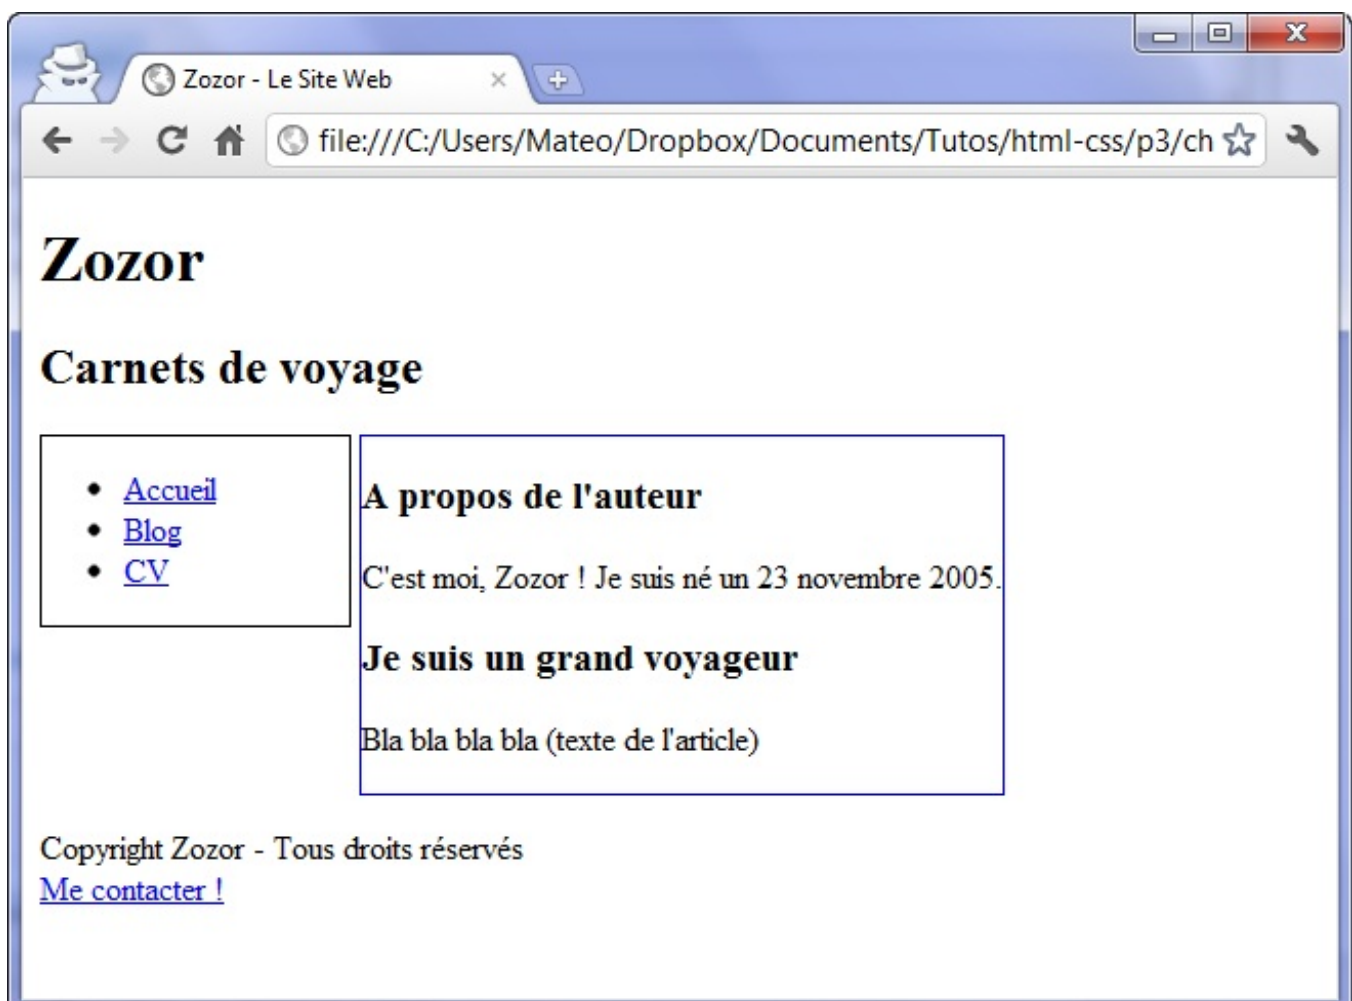 Zozor - Le Site Web
file:///C:/Users/Mateo/Dropbox/Documents/Tutos/html-css/p3/ch
Zozor
Carnets de voyage
Accueil
Blog
CV
A propos de l'auteur
C'est moi, Zozor ! Je suis né un 23 novembre 2005.
Je suis un grand voyageur
Bla bla bla bla (texte de l'article)
Copyright Zozor - Tous droits réservés
Me contacter !